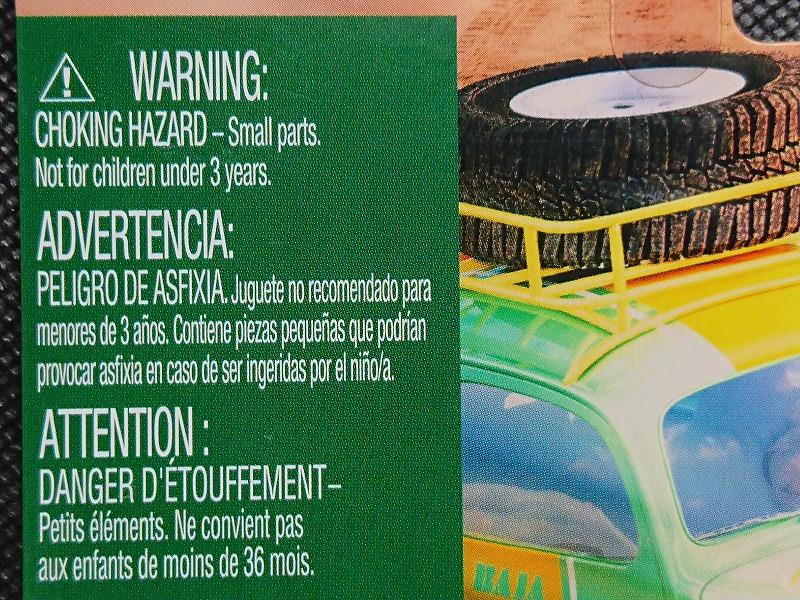 WARNING:
CHOKING HAZARD – Small parts.
Not for children under 3 years.
ADVERTENCIA:
PELIGRO DE ASFIXIA. Juguete no recomendado para
menores de 3 años. Contiene piezas pequeñas que podrían
provocar asfixia en caso de ser ingeridas por el niño/a.
ATTENTION :
DANGER D'ÉTOUFFEMENT–
Petits éléments. Ne convient pas
aux enfants de moins de 36 mois.
BAJA